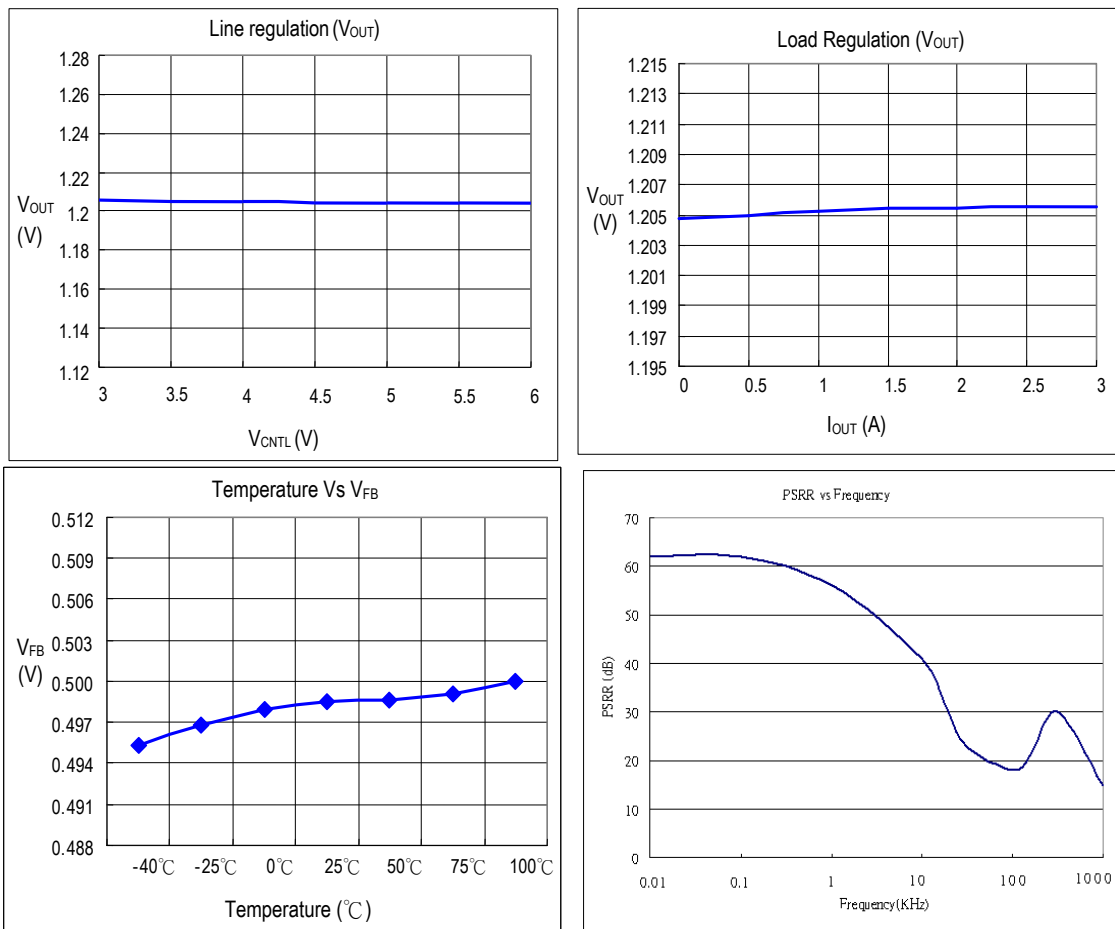 Line regulation (VOUT)
1.28
1.26
1.24
1.22
1.2
1.18
1.16
1.14
1.12
VOUT
(V)
3 3.5 4 4.5 5 5.5 6
VCNTL (V)
Load Regulation (VOUT)
1.215
1.213
1.211
1.209
1.207
1.205
1.203
1.201
1.199
1.197
1.195
VOUT
(V)
0 0.5 1 1.5 2 2.5 3
IOUT (A)
Temperature Vs VFB
0.512
0.509
0.506
0.503
0.500
0.497
0.494
0.491
0.488
VFB
(V)
-40℃ -25℃ 0℃ 25℃ 50℃ 75℃ 100℃
Temperature (℃)
PSRR vs Frequency
70
60
50
40
30
20
10
0
PSRR (dB)
0.01 0.1 1 10 100 1000
Frequency(KHz)